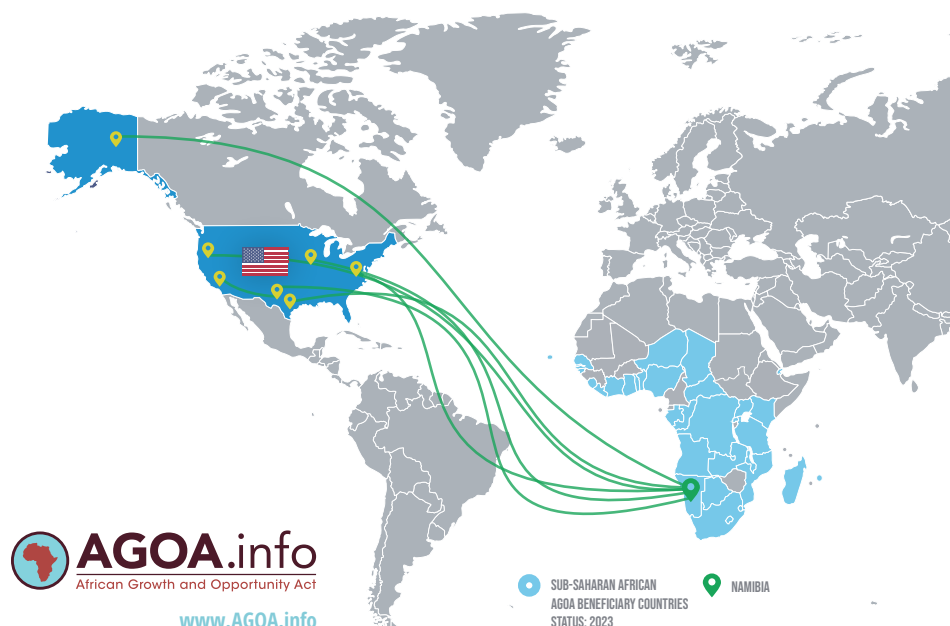 AGOA.info
African Growth and Opportunity Act
www.AGOA.info
SUB-SAHARAN AFRICAN
AGOA BENEFICIARY COUNTRIES
STATUS: 2023
NAMIBIA